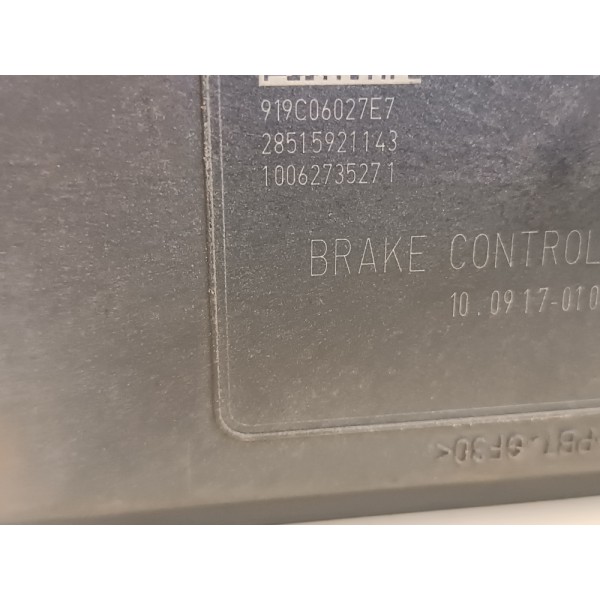 919C06027E7
28515921143
10062735271
BRAKE CONTROL
10.0917-010
PBT-GF30<